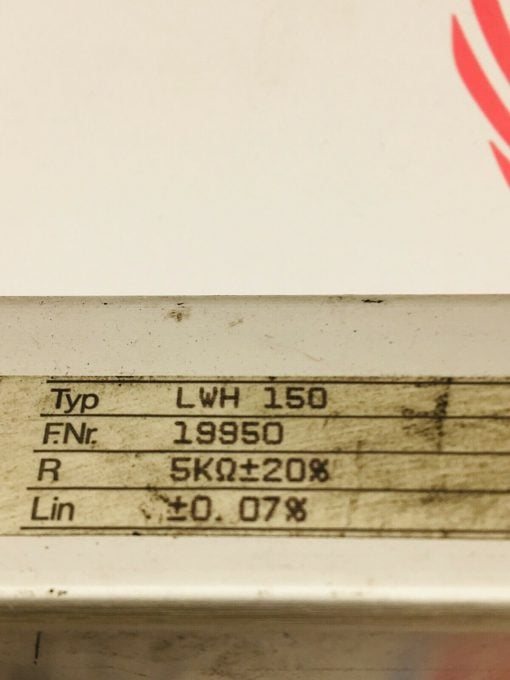 Typ LWH 150
F.Nr. 19950
R 5KΩ±20%
Lin ±0.07%